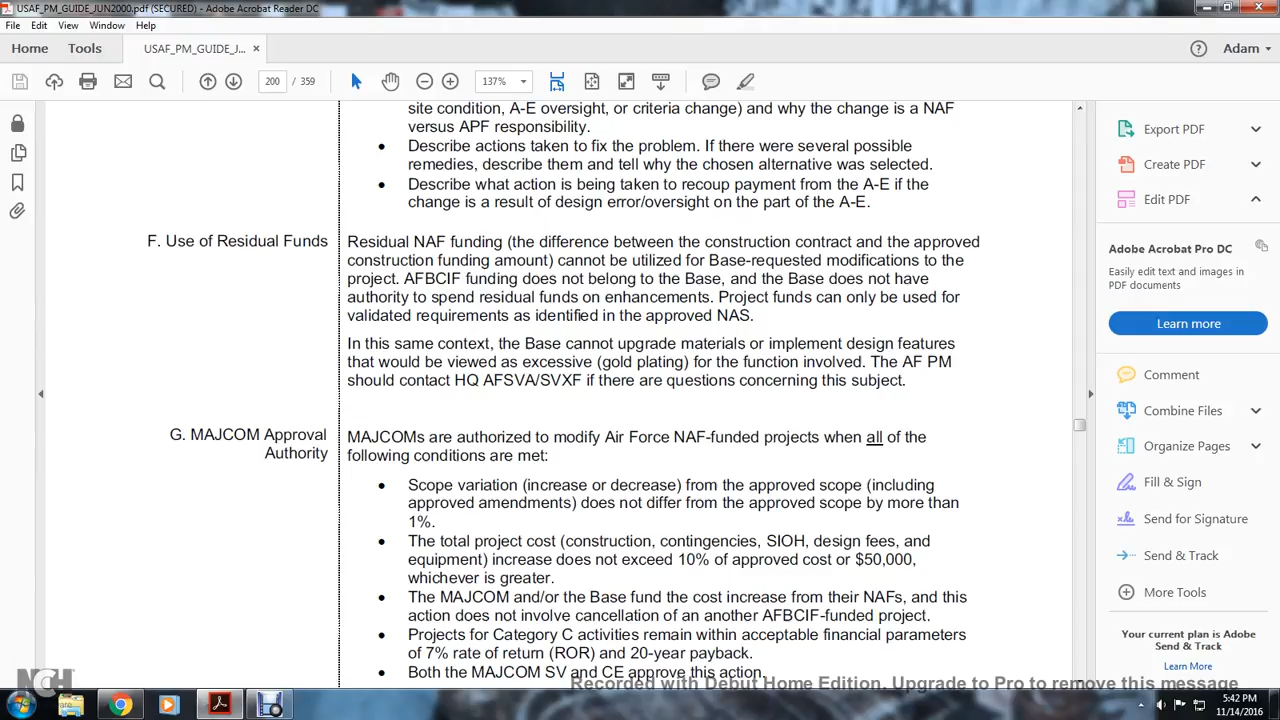 USAF_PM_GUIDE_JUN2000.pdf (SECURED) - Adobe Acrobat Reader DC
File Edit View Window Help
Home Tools USAF_PM_GUIDE_J... × Adam
200 / 359 137%
site condition, A-E oversight, or criteria change) and why the change is a NAF
versus APF responsibility.
• Describe actions taken to fix the problem. If there were several possible
remedies, describe them and tell why the chosen alternative was selected.
• Describe what action is being taken to recoup payment from the A-E if the
change is a result of design error/oversight on the part of the A-E.
F. Use of Residual Funds
Residual NAF funding (the difference between the construction contract and the approved
construction funding amount) cannot be utilized for Base-requested modifications to the
project. AFBCIF funding does not belong to the Base, and the Base does not have
authority to spend residual funds on enhancements. Project funds can only be used for
validated requirements as identified in the approved NAS.
In this same context, the Base cannot upgrade materials or implement design features
that would be viewed as excessive (gold plating) for the function involved. The AF PM
should contact HQ AFSVA/SVXF if there are questions concerning this subject.
G. MAJCOM Approval
Authority
MAJCOMs are authorized to modify Air Force NAF-funded projects when all of the
following conditions are met:
• Scope variation (increase or decrease) from the approved scope (including
approved amendments) does not differ from the approved scope by more than
1%.
• The total project cost (construction, contingencies, SIOH, design fees, and
equipment) increase does not exceed 10% of approved cost or $50,000,
whichever is greater.
• The MAJCOM and/or the Base fund the cost increase from their NAFs, and this
action does not involve cancellation of an another AFBCIF-funded project.
• Projects for Category C activities remain within acceptable financial parameters
of 7% rate of return (ROR) and 20-year payback.
• Both the MAJCOM SV and CE approve this action.
Export PDF
Create PDF
Edit PDF
Adobe Acrobat Pro DC
Easily edit text and images in
PDF documents
Learn more
Comment
Combine Files
Organize Pages
Fill & Sign
Send for Signature
Send & Track
More Tools
Your current plan is Adobe
Send & Track
Learn More
NCH
Recorded with Debut Home Edition. Upgrade to Pro to remove this message
5:42 PM
11/14/2016